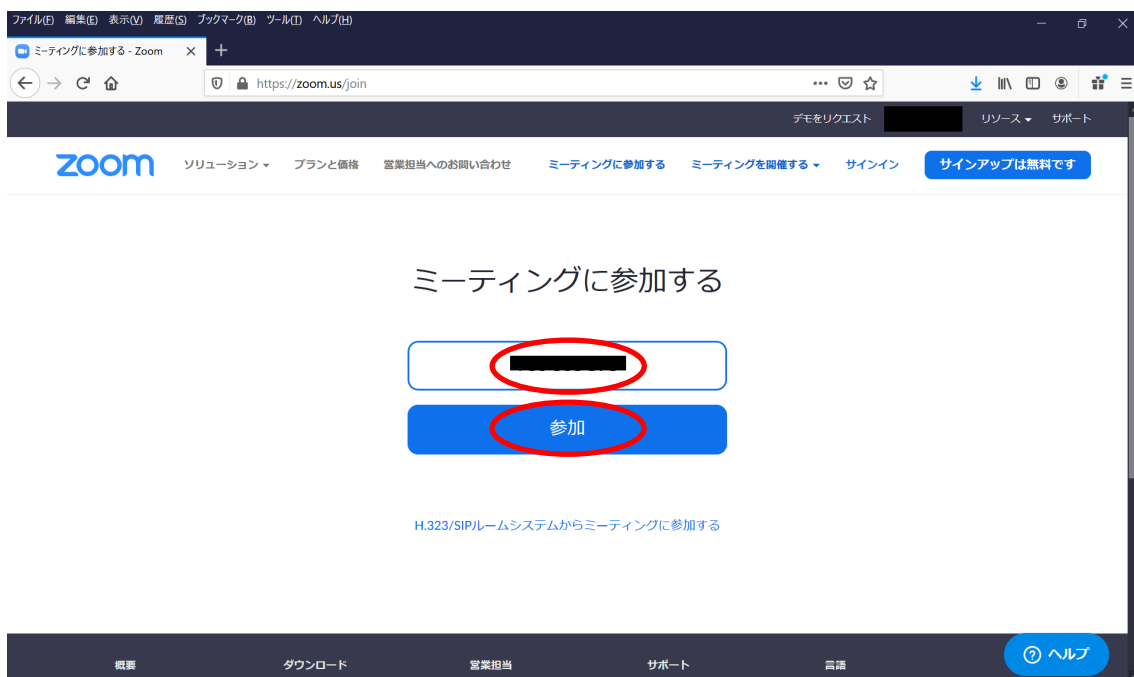 ファイル(F) 編集(E) 表示(V) 履歴(S) ブックマーク(B) ツール(T) ヘルプ(H)
ミーティングに参加する - Zoom
https://zoom.us/join
デモをリクエスト リソース サポート
zoom ソリューション プランと価格 営業担当へのお問い合わせ ミーティングに参加する ミーティングを開催する サインイン サインアップは無料です
ミーティングに参加する
参加
H.323/SIPルームシステムからミーティングに参加する
概要 ダウンロード 営業担当 サポート 言語
ヘルプ